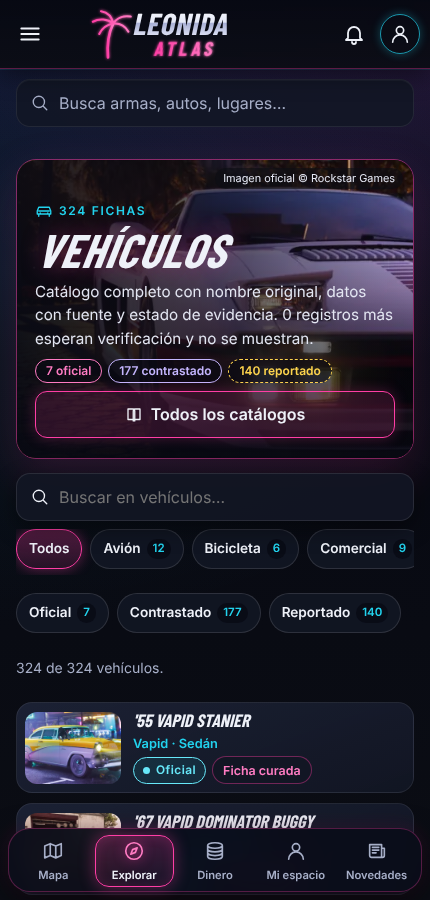 LEONIDA
ATLAS
Busca armas, autos, lugares...
Imagen oficial © Rockstar Games
324 FICHAS
VEHÍCULOS
Catálogo completo con nombre original, datos
con fuente y estado de evidencia. 0 registros más
esperan verificación y no se muestran.
7 oficial 177 contrastado 140 reportado
Todos los catálogos
Buscar en vehículos...
Todos Avión 12 Bicicleta 6 Comercial 9
Oficial 7 Contrastado 177 Reportado 140
324 de 324 vehículos.
'55 VAPID STANIER
Vapid · Sedán
Oficial Ficha curada
'67 VAPID DOMINATOR BUGGY
Mapa Explorar Dinero Mi espacio Novedades